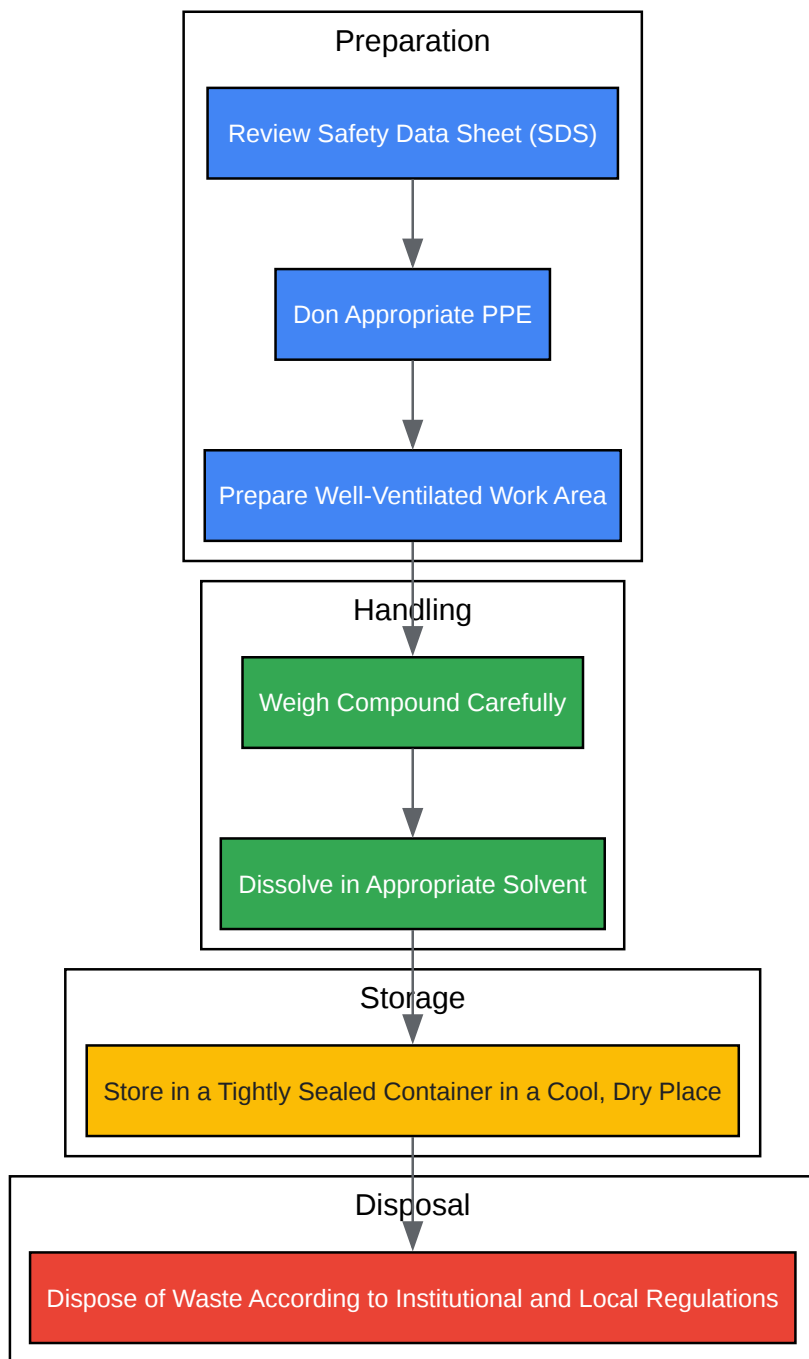 Preparation
Review Safety Data Sheet (SDS)
Don Appropriate PPE
Prepare Well-Ventilated Work Area
Handling
Weigh Compound Carefully
Dissolve in Appropriate Solvent
Storage
Store in a Tightly Sealed Container in a Cool, Dry Place
Disposal
Dispose of Waste According to Institutional and Local Regulations